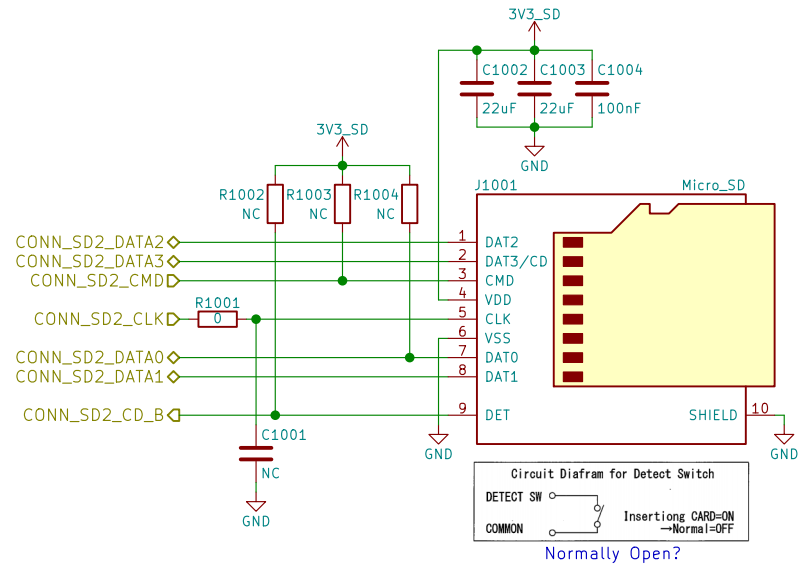 3V3_SD
C1002 C1003 C1004
22uF 22uF 100nF
3V3_SD
GND
R1002 R1003 R1004
NC NC NC
J1001 Micro_SD
CONN_SD2_DATA2 1 DAT2
CONN_SD2_DATA3 2 DAT3/CD
CONN_SD2_CMD 3 CMD
4 VDD
R1001
CONN_SD2_CLK 0 5 CLK
6 VSS
CONN_SD2_DATA0 7 DAT0
CONN_SD2_DATA1 8 DAT1
CONN_SD2_CD_B 9 DET SHIELD 10
C1001
NC
GND
GND
GND
Circuit Diafram for Detect Switch
DETECT SW
COMMON
Insertiong CARD=ON
→Normal=OFF
Normally Open?